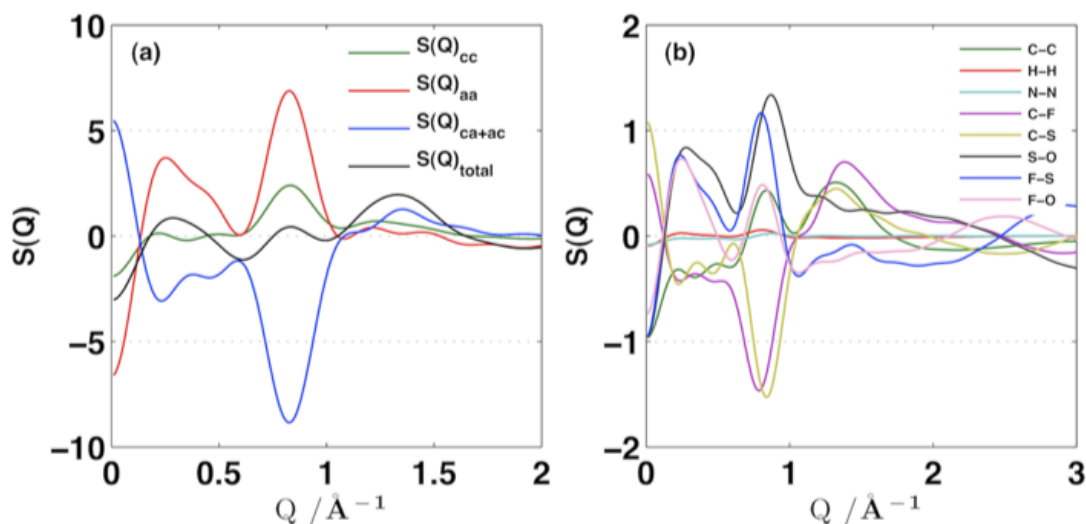 10
5
0
−5
−10
S(Q)
(a)
S(Q)cc
S(Q)aa
S(Q)ca+ac
S(Q)total
0
0.5
1
1.5
2
Q /Å−1
2
1
0
−1
−2
S(Q)
(b)
C−C
H−H
N−N
C−F
C−S
S−O
F−S
F−O
0
1
2
3
Q /Å−1